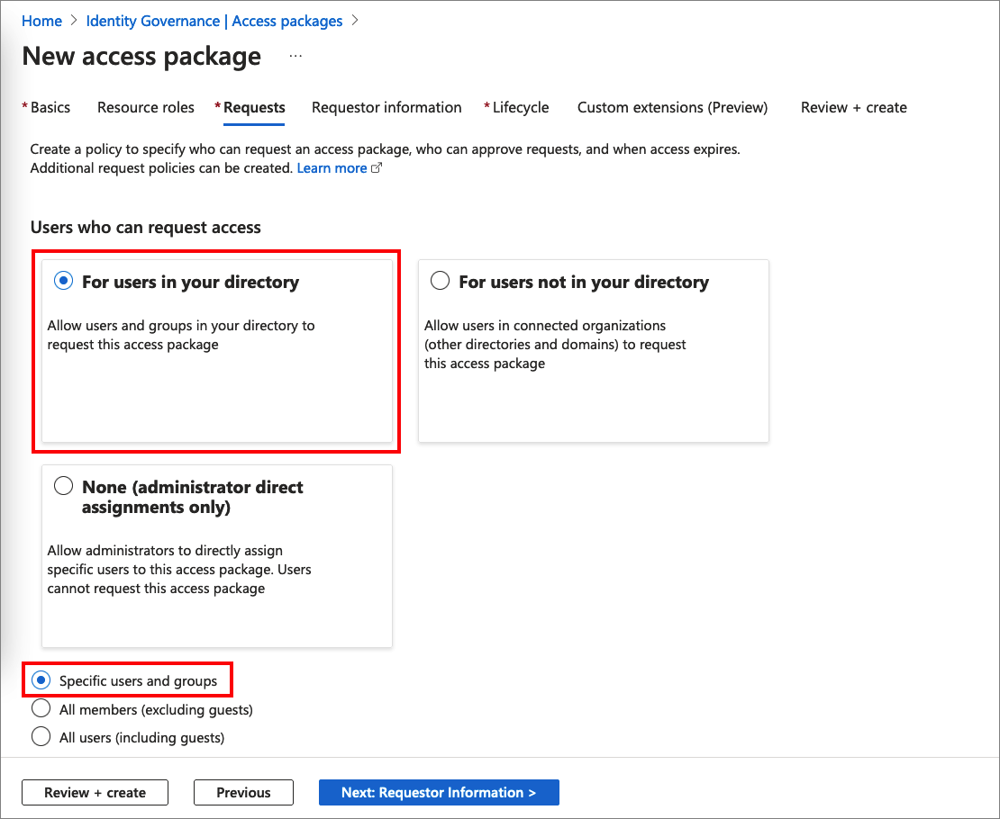 Home > Identity Governance | Access packages >
New access package ...
* Basics Resource roles * Requests Requestor information * Lifecycle Custom extensions (Preview) Review + create
Create a policy to specify who can request an access package, who can approve requests, and when access expires.
Additional request policies can be created. Learn more
Users who can request access
For users in your directory
Allow users and groups in your directory to
request this access package
For users not in your directory
Allow users in connected organizations
(other directories and domains) to request
this access package
None (administrator direct
assignments only)
Allow administrators to directly assign
specific users to this access package. Users
cannot request this access package
Specific users and groups
All members (excluding guests)
All users (including guests)
Review + create Previous Next: Requestor Information >